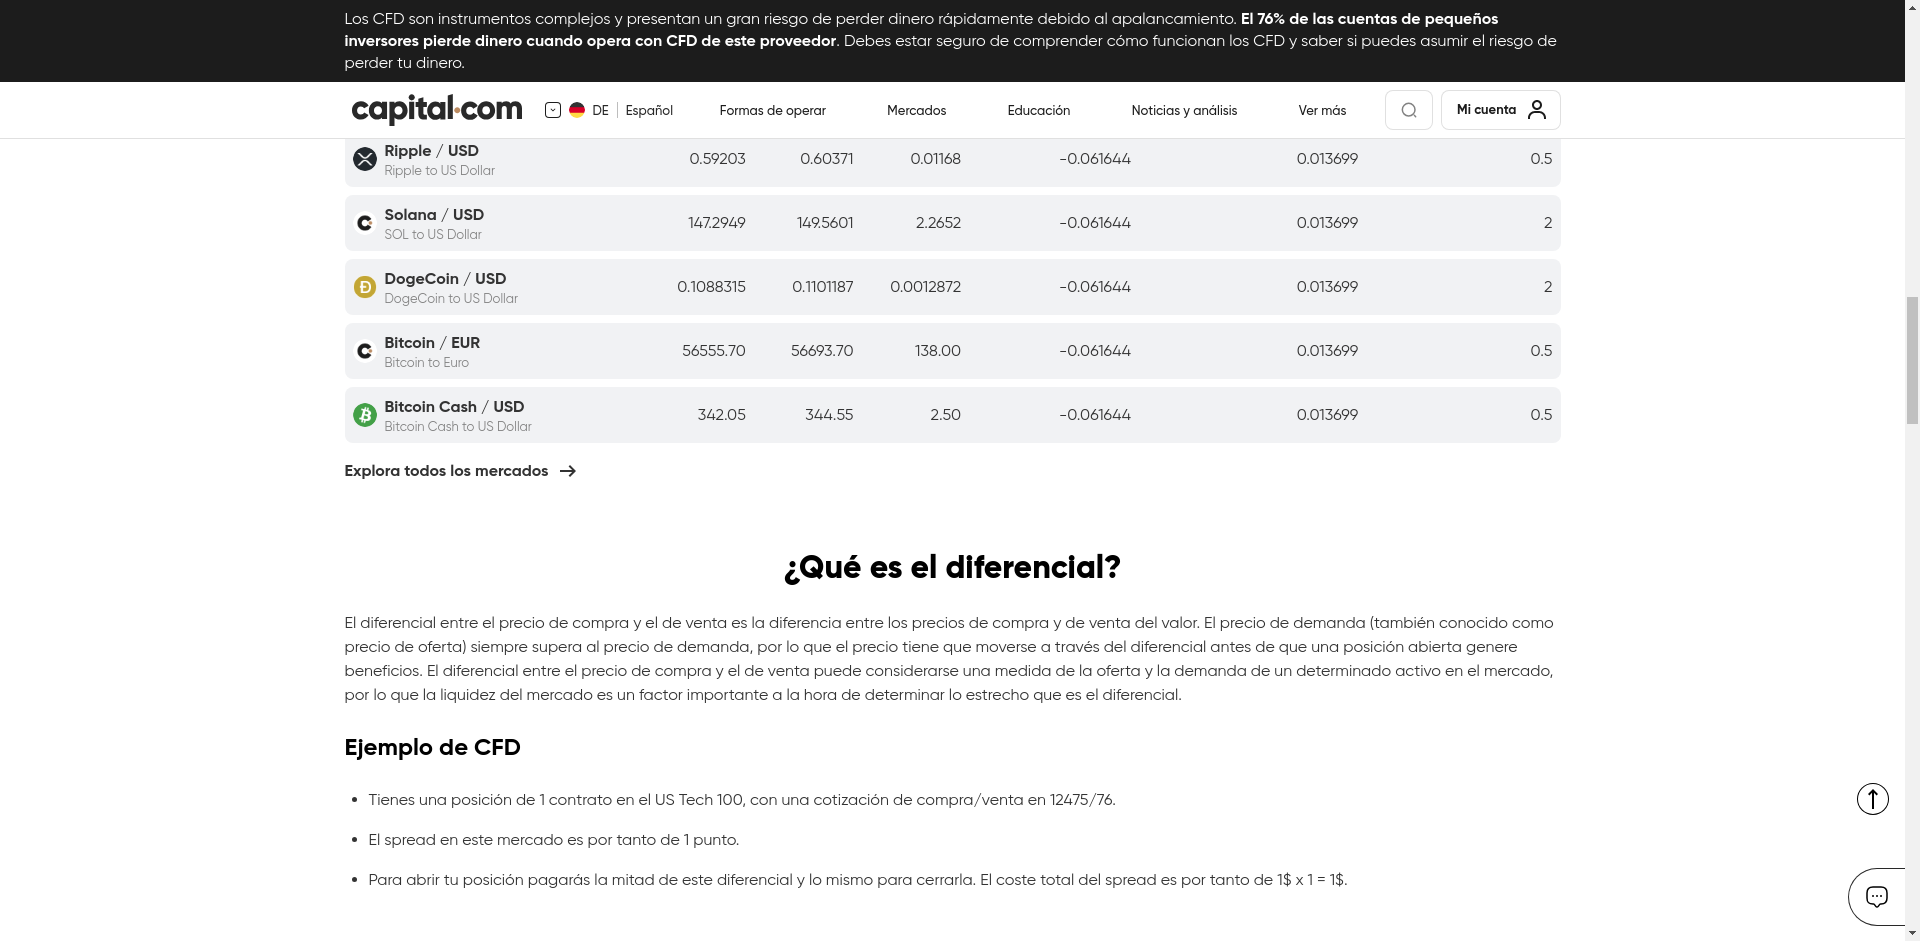 Los CFD son instrumentos complejos y presentan un gran riesgo de perder dinero rápidamente debido al apalancamiento. El 76% de las cuentas de pequeños
inversores pierde dinero cuando opera con CFD de este proveedor. Debes estar seguro de comprender cómo funcionan los CFD y saber si puedes asumir el riesgo de
perder tu dinero.
capital.com DE Español Formas de operar Mercados Educación Noticias y análisis Ver más Mi cuenta
Ripple / USD 0.59203 0.60371 0.01168 -0.061644 0.013699 0.5
Ripple to US Dollar
Solana / USD 147.2949 149.5601 2.2652 -0.061644 0.013699 2
SOL to US Dollar
DogeCoin / USD 0.1088315 0.1101187 0.0012872 -0.061644 0.013699 2
DogeCoin to US Dollar
Bitcoin / EUR 56555.70 56693.70 138.00 -0.061644 0.013699 0.5
Bitcoin to Euro
Bitcoin Cash / USD 342.05 344.55 2.50 -0.061644 0.013699 0.5
Bitcoin Cash to US Dollar
Explora todos los mercados
¿Qué es el diferencial?
El diferencial entre el precio de compra y el de venta es la diferencia entre los precios de compra y de venta del valor. El precio de demanda (también conocido como
precio de oferta) siempre supera al precio de demanda, por lo que el precio tiene que moverse a través del diferencial antes de que una posición abierta genere
beneficios. El diferencial entre el precio de compra y el de venta puede considerarse una medida de la oferta y la demanda de un determinado activo en el mercado,
por lo que la liquidez del mercado es un factor importante a la hora de determinar lo estrecho que es el diferencial.
Ejemplo de CFD
• Tienes una posición de 1 contrato en el US Tech 100, con una cotización de compra/venta en 12475/76.
• El spread en este mercado es por tanto de 1 punto.
• Para abrir tu posición pagarás la mitad de este diferencial y lo mismo para cerrarla. El coste total del spread es por tanto de 1$ x 1 = 1$.